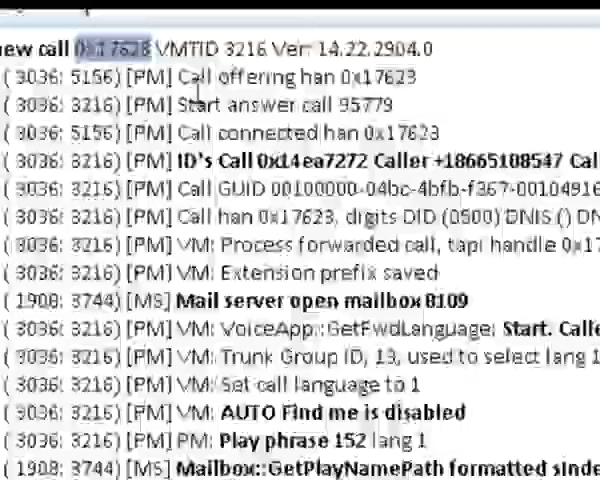 new call 0x17623 VMTID 3216 Ver: 14.22.2904.0
( 3036: 5156) [PM] Call offering han 0x17623
( 3036: 3216) [PM] Start answer call 95779
( 3036: 5156) [PM] Call connected han 0x17623
( 3036: 3216) [PM] ID's Call 0x14ea7272 Caller +18665108547 Cal
( 3036: 3216) [PM] Call GUID 00100000-04bc-4bfb-f367-00104916
( 3036: 3216) [PM] Call han 0x17623, digits DID (0500) DNIS () DN
( 3036: 3216) [PM] VM: Process forwarded call, tapi handle 0x17
( 3036: 3216) [PM] VM: Extension prefix saved
( 1908: 3744) [MS] Mail server open mailbox 8109
( 3036: 3216) [PM] VM: VoiceApp::GetFwdLanguage: Start. Calle
( 3036: 3216) [PM] VM: Trunk Group ID, 13, used to select lang 1
( 3036: 3216) [PM] VM: Set call language to 1
( 3036: 3216) [PM] VM: AUTO Find me is disabled
( 3036: 3216) [PM] PM: Play phrase 152 lang 1
( 1908: 3744) [MS] Mailbox::GetPlayNamePath formatted sInde